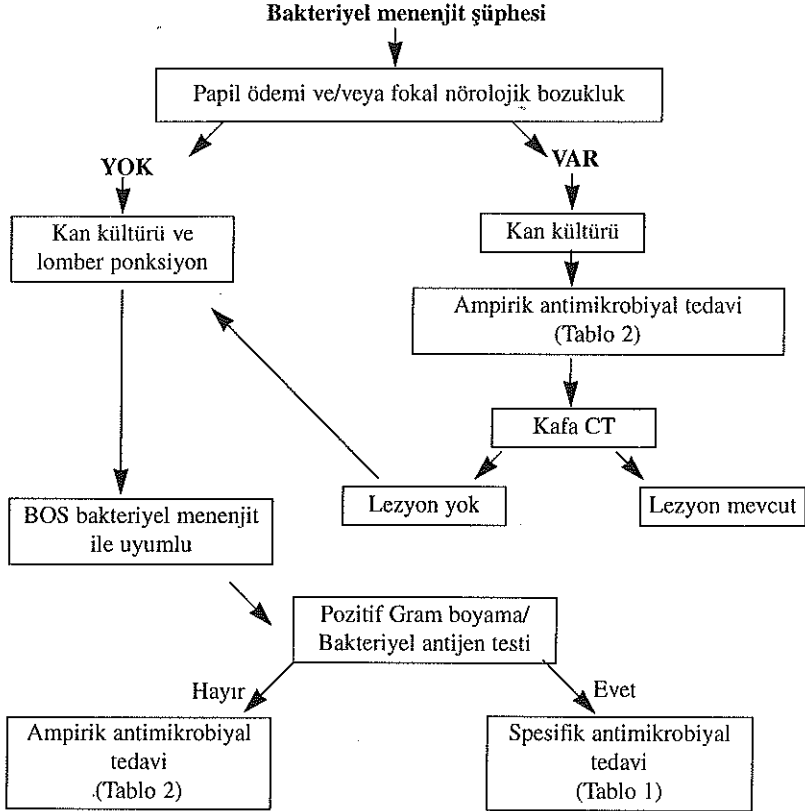 Bakteriyel menenjit şüphesi
Papil ödemi ve/veya fokal nörolojik bozukluk
YOK
VAR
Kan kültürü ve
lomber ponksiyon
Kan kültürü
Ampirik antimikrobiyal tedavi
(Tablo 2)
Kafa CT
Lezyon yok
Lezyon mevcut
BOS bakteriyel menenjit
ile uyumlu
Pozitif Gram boyama/
Bakteriyel antijen testi
Hayır
Evet
Ampirik antimikrobiyal
tedavi
(Tablo 2)
Spesifik antimikrobiyal
tedavi
(Tablo 1)